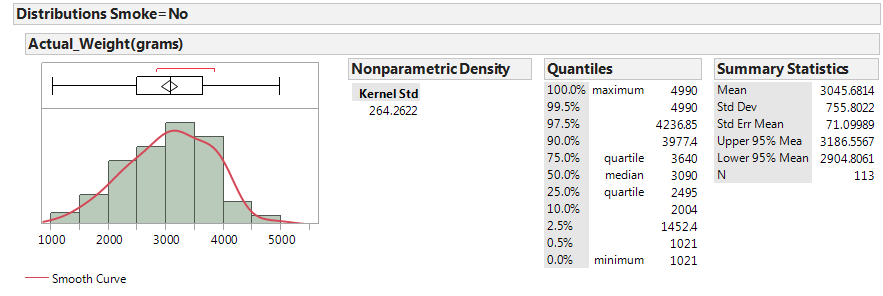 Distributions Smoke=No
Actual_Weight(grams)
1000 2000 3000 4000 5000
Smooth Curve
Nonparametric Density
Kernel Std
264.2622
Quantiles
100.0% maximum 4990
99.5% 4990
97.5% 4236.85
90.0% 3977.4
75.0% quartile 3640
50.0% median 3090
25.0% quartile 2495
10.0% 2004
2.5% 1452.4
0.5% 1021
0.0% minimum 1021
Summary Statistics
Mean 3045.6814
Std Dev 755.8022
Std Err Mean 71.09989
Upper 95% Mea 3186.5567
Lower 95% Mean 2904.8061
N 113